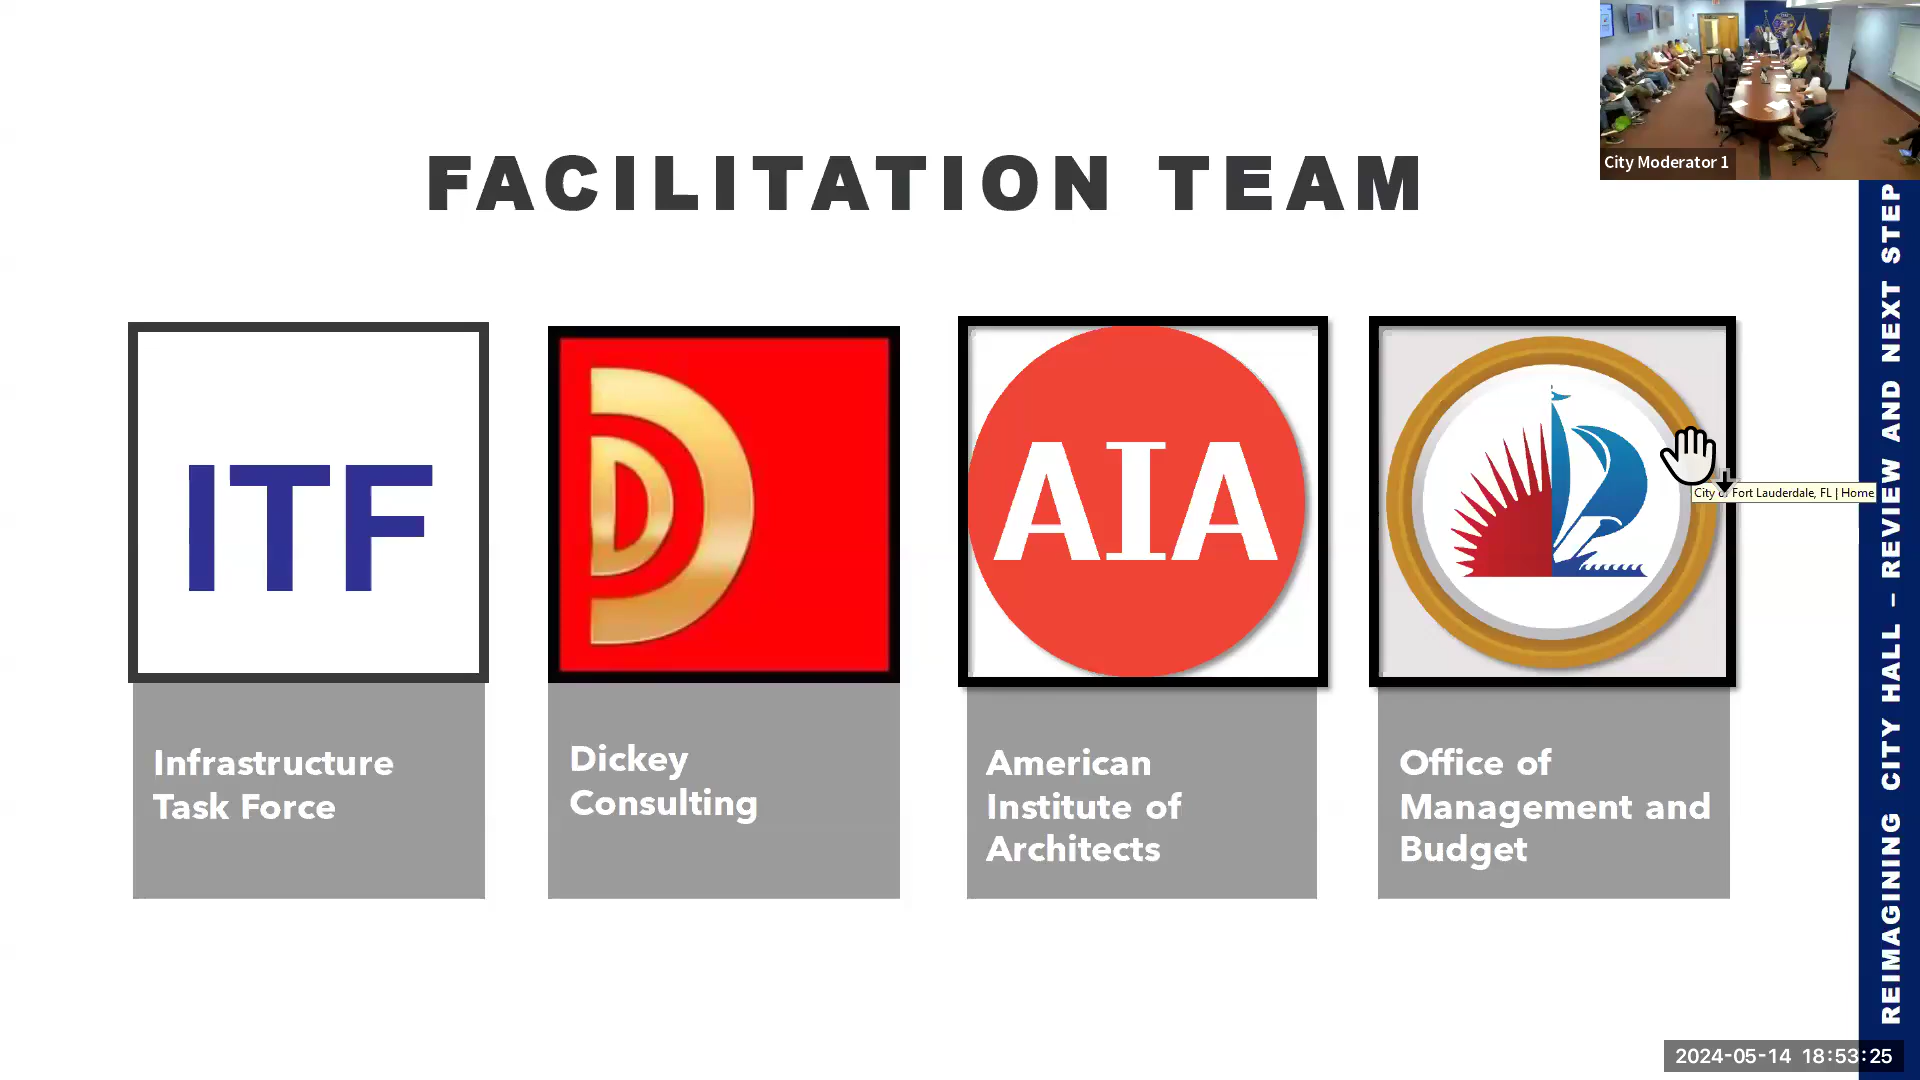 FACILITATION TEAM
City Moderator 1
ITF
AIA
City of Fort Lauderdale, FL | Home
Infrastructure
Task Force
Dickey
Consulting
American
Institute of
Architects
Office of
Management and
Budget
REIMAGINING CITY HALL – REVIEW AND NEXT STEP
2024-05-14 18:53:25